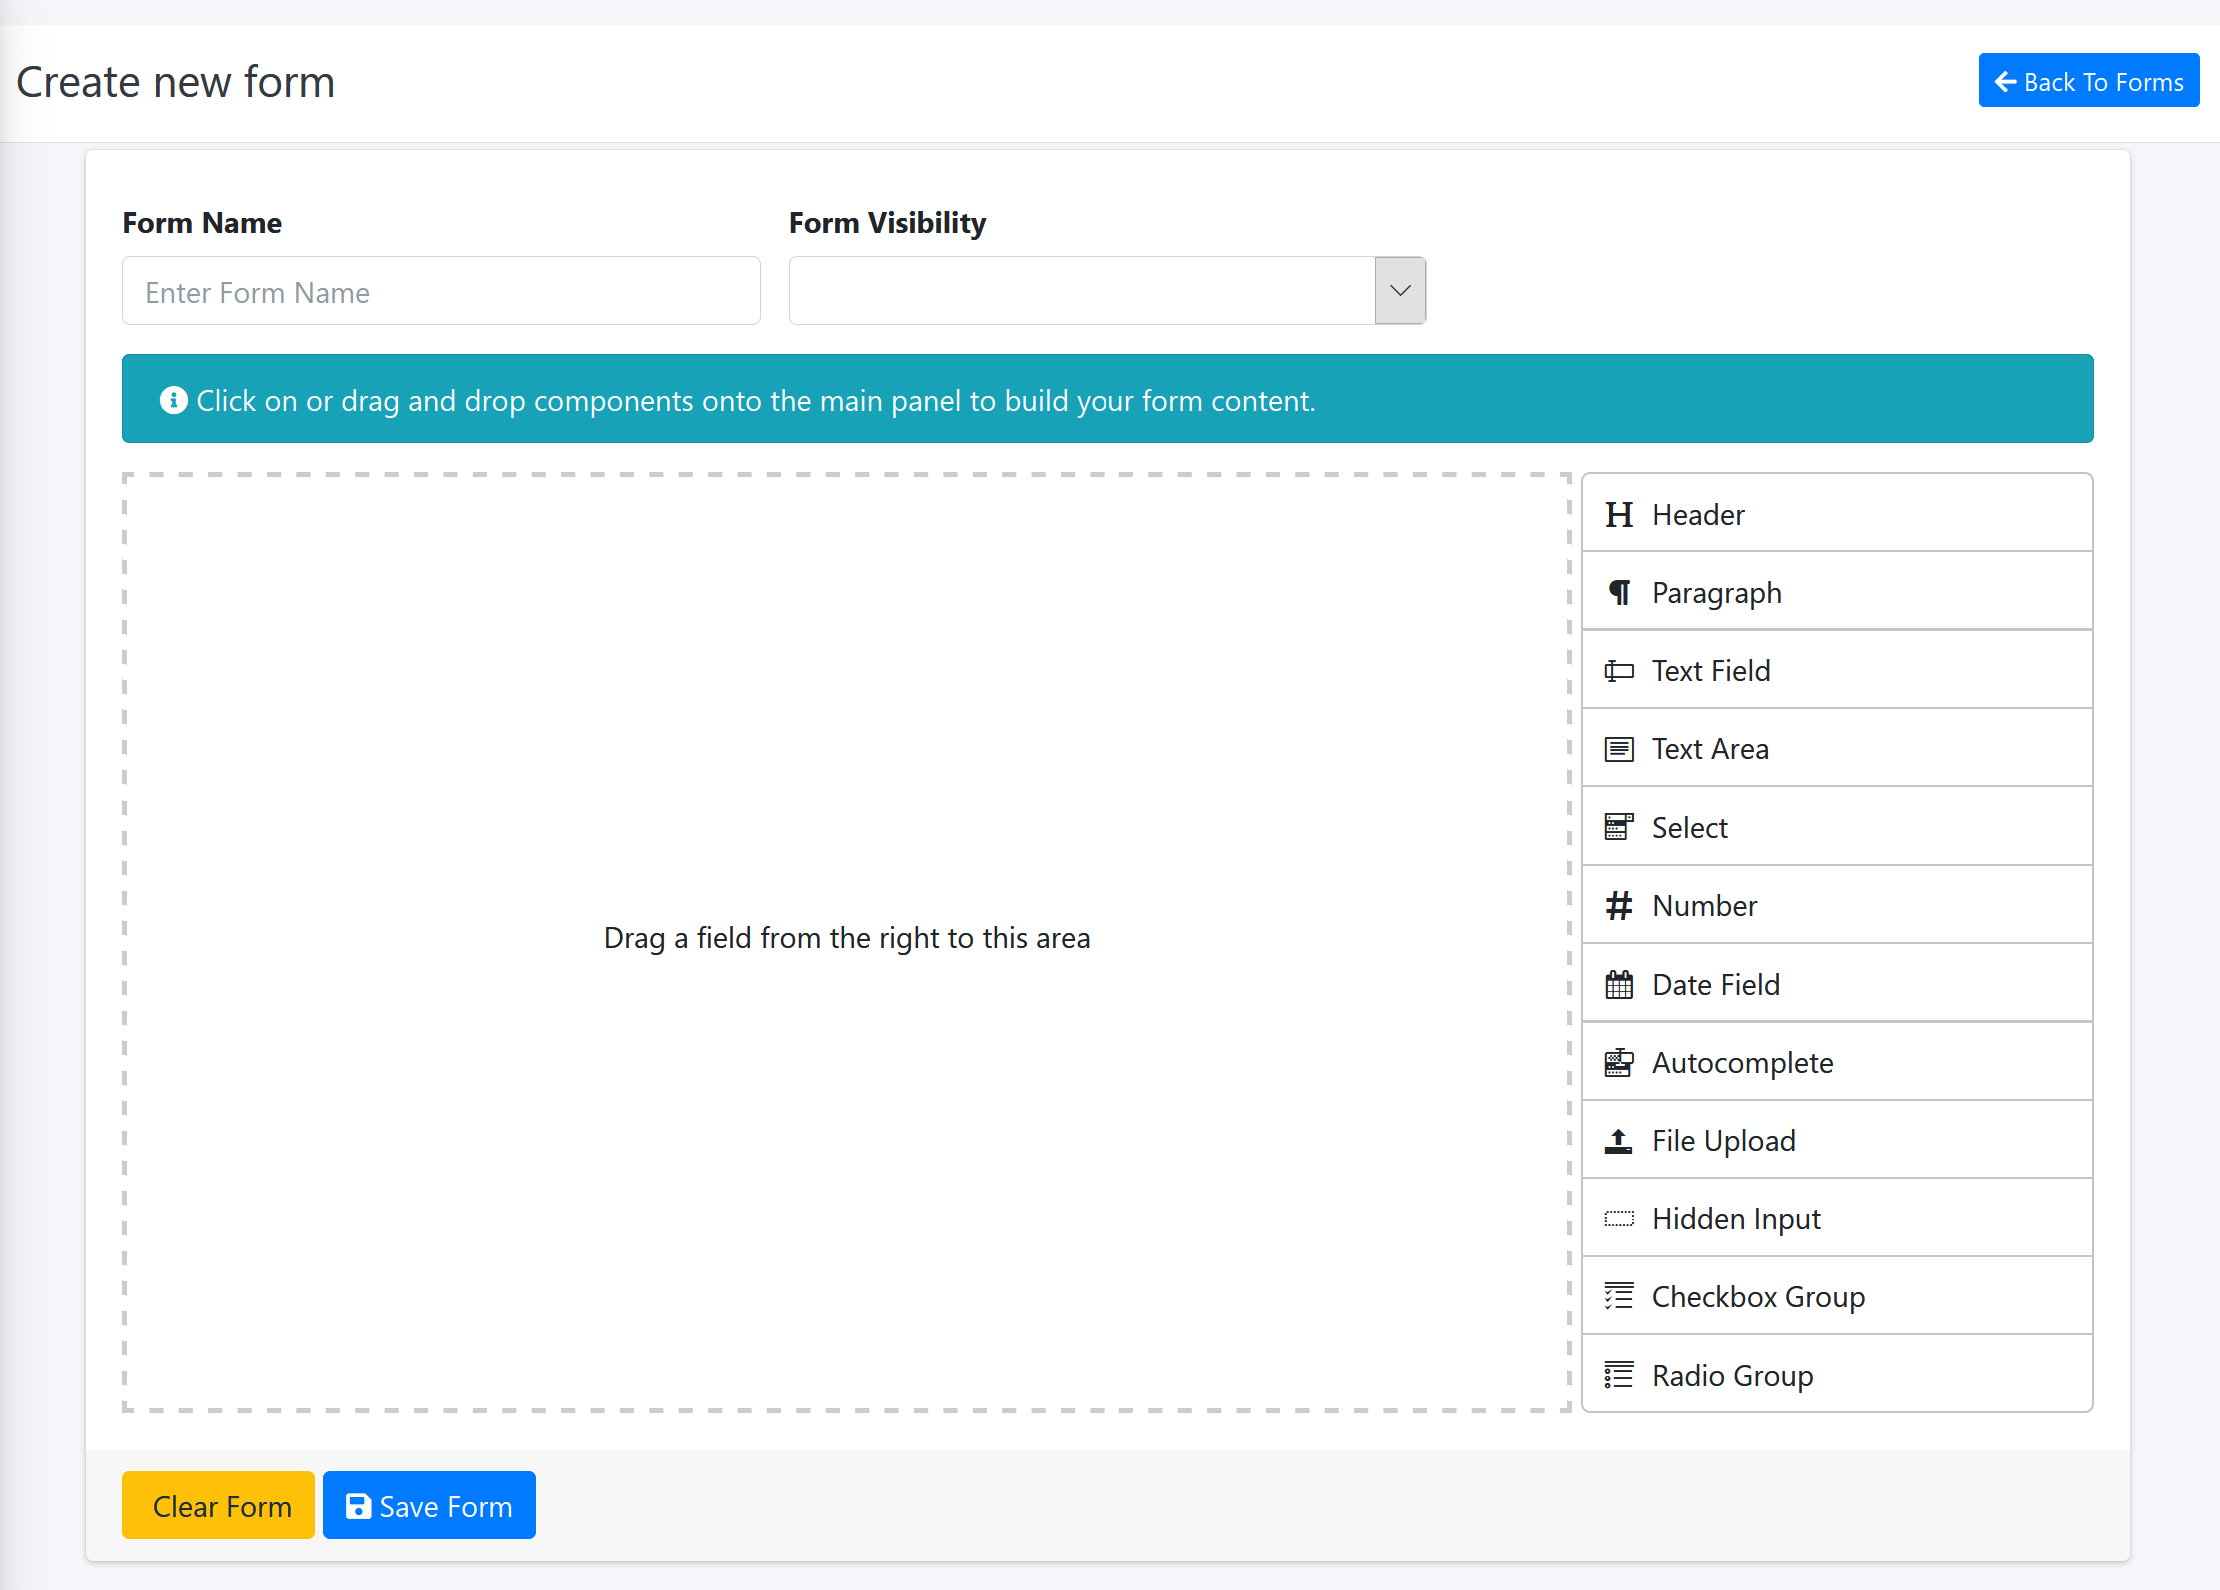 Create new form
Back To Forms
Form Name
Form Visibility
Enter Form Name
Click on or drag and drop components onto the main panel to build your form content.
Drag a field from the right to this area
Header
Paragraph
Text Field
Text Area
Select
Number
Date Field
Autocomplete
File Upload
Hidden Input
Checkbox Group
Radio Group
Clear Form
Save Form